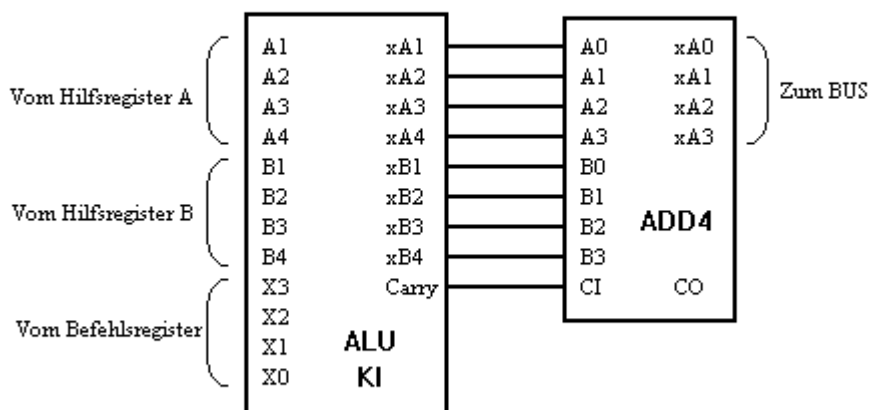 A1 xA1 A0 xA0
A2 xA2 A1 xA1
Vom Hilfsregister A
Zum BUS
A3 xA3 A2 xA2
A4 xA4 A3 xA3
B1 xB1 B0
B2 xB2 B1
Vom Hilfsregister B
B3 xB3 B2
ADD4
B4 xB4 B3
X3 Carry CI CO
X2
Vom Befehlsregister
X1
ALU
X0
KI